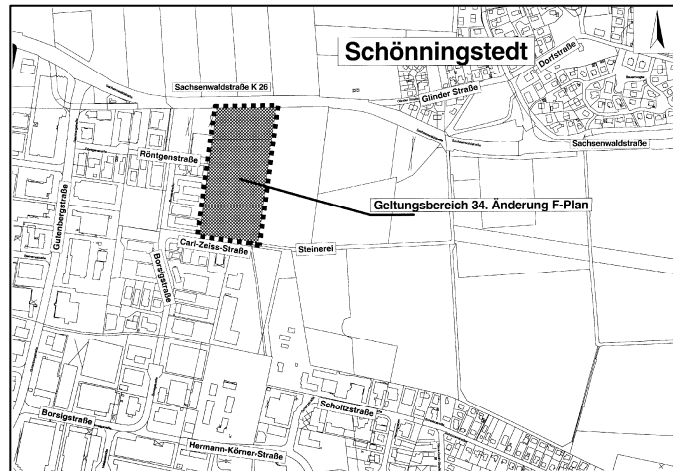 Schönningstedt
Dorfstraße
Sachsenwaldstraße K 26
Glinder Straße
Sachsenwaldstraße
Röntgenstraße
Gutenbergstraße
Geltungsbereich 34. Änderung F-Plan
Carl-Zeiss-Straße
Steinerei
Borsigstraße
Scholtzstraße
Borsigstraße
Hermann-Körner-Straße